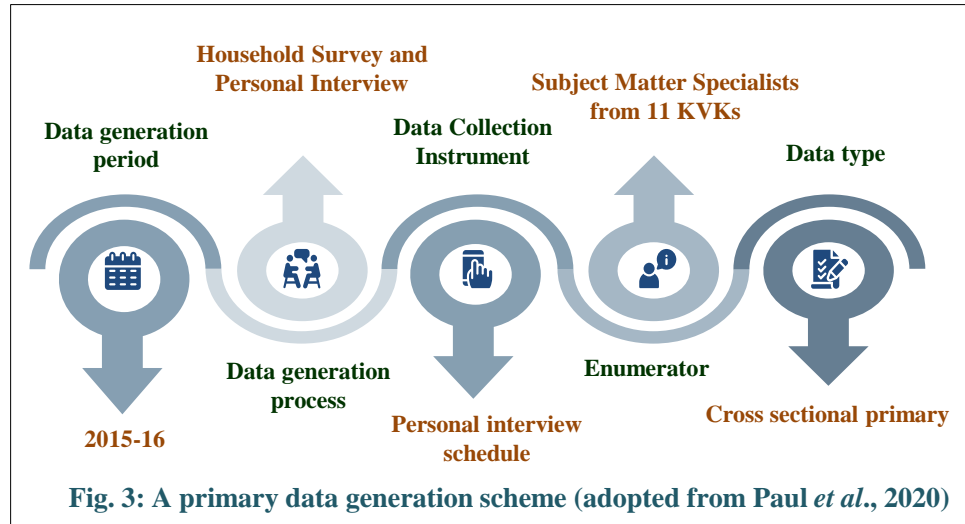 Household Survey and
Personal Interview
Subject Matter Specialists
from 11 KVKs
Data generation
period
Data Collection
Instrument
Data type
Data generation
process
Enumerator
2015-16
Personal interview
schedule
Cross sectional primary
Fig. 3: A primary data generation scheme (adopted from Paul et al., 2020)